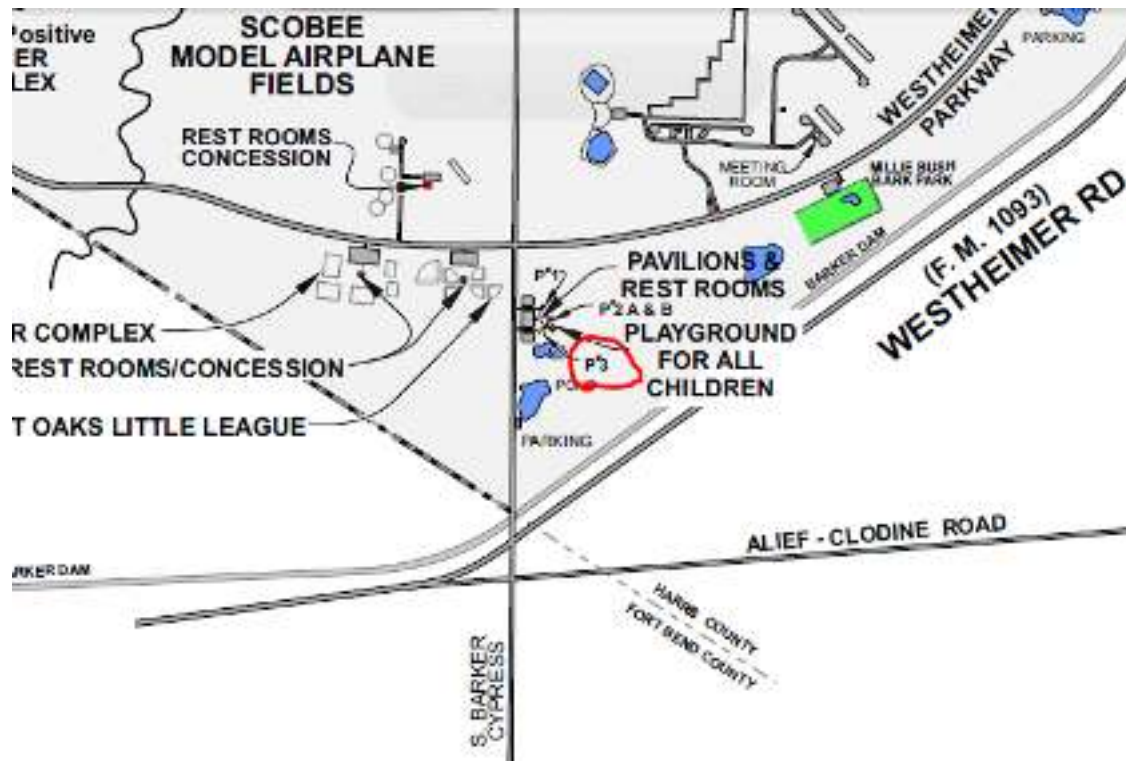 ositive
ER
LEX
SCOBEE
MODEL AIRPLANE
FIELDS
REST ROOMS
CONCESSION
WESTHEIMER
PARKWAY
PARKING
MEETING
ROOM
MILLIE BUSH
BARK PARK
BARKER DAM
(F. M. 1093)
WESTHEIMER RD
P#1
PAVILIONS &
REST ROOMS
P#2 A & B
PLAYGROUND
FOR ALL
CHILDREN
P#3
R COMPLEX
REST ROOMS/CONCESSION
T OAKS LITTLE LEAGUE
PARKING
ALIEF - CLODINE ROAD
ARKER DAM
HARRIS COUNTY
FORT BEND COUNTY
S. BARKER
CYPRESS